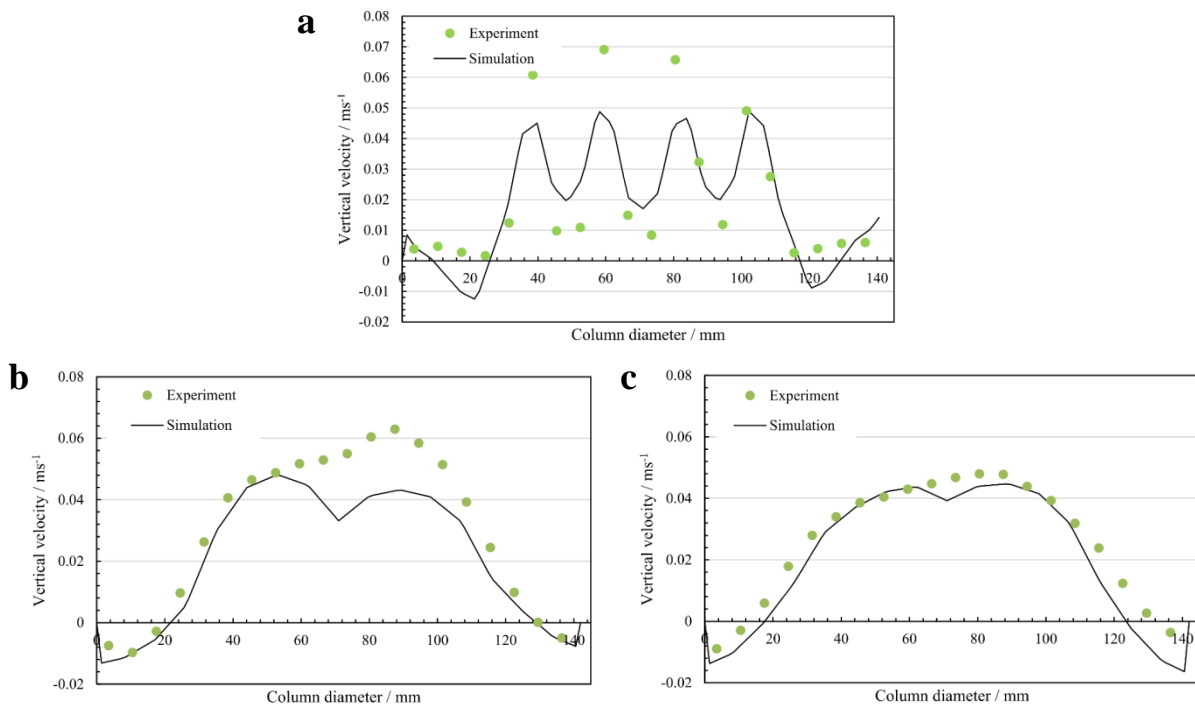 a
0.08
0.07
0.06
0.05
0.04
0.03
0.02
0.01
0
-0.01
-0.02
Vertical velocity / ms⁻¹
Experiment
Simulation
0 20 40 60 80 100 120 140
Column diameter / mm
b
0.08
0.06
0.04
0.02
0
-0.02
Vertical velocity / ms⁻¹
Experiment
Simulation
0 20 40 60 80 100 120 140
Column diameter / mm
c
0.08
0.06
0.04
0.02
0
-0.02
Vertical velocity / ms⁻¹
Experiment
Simulation
0 20 40 60 80 100 120 140
Column diameter / mm